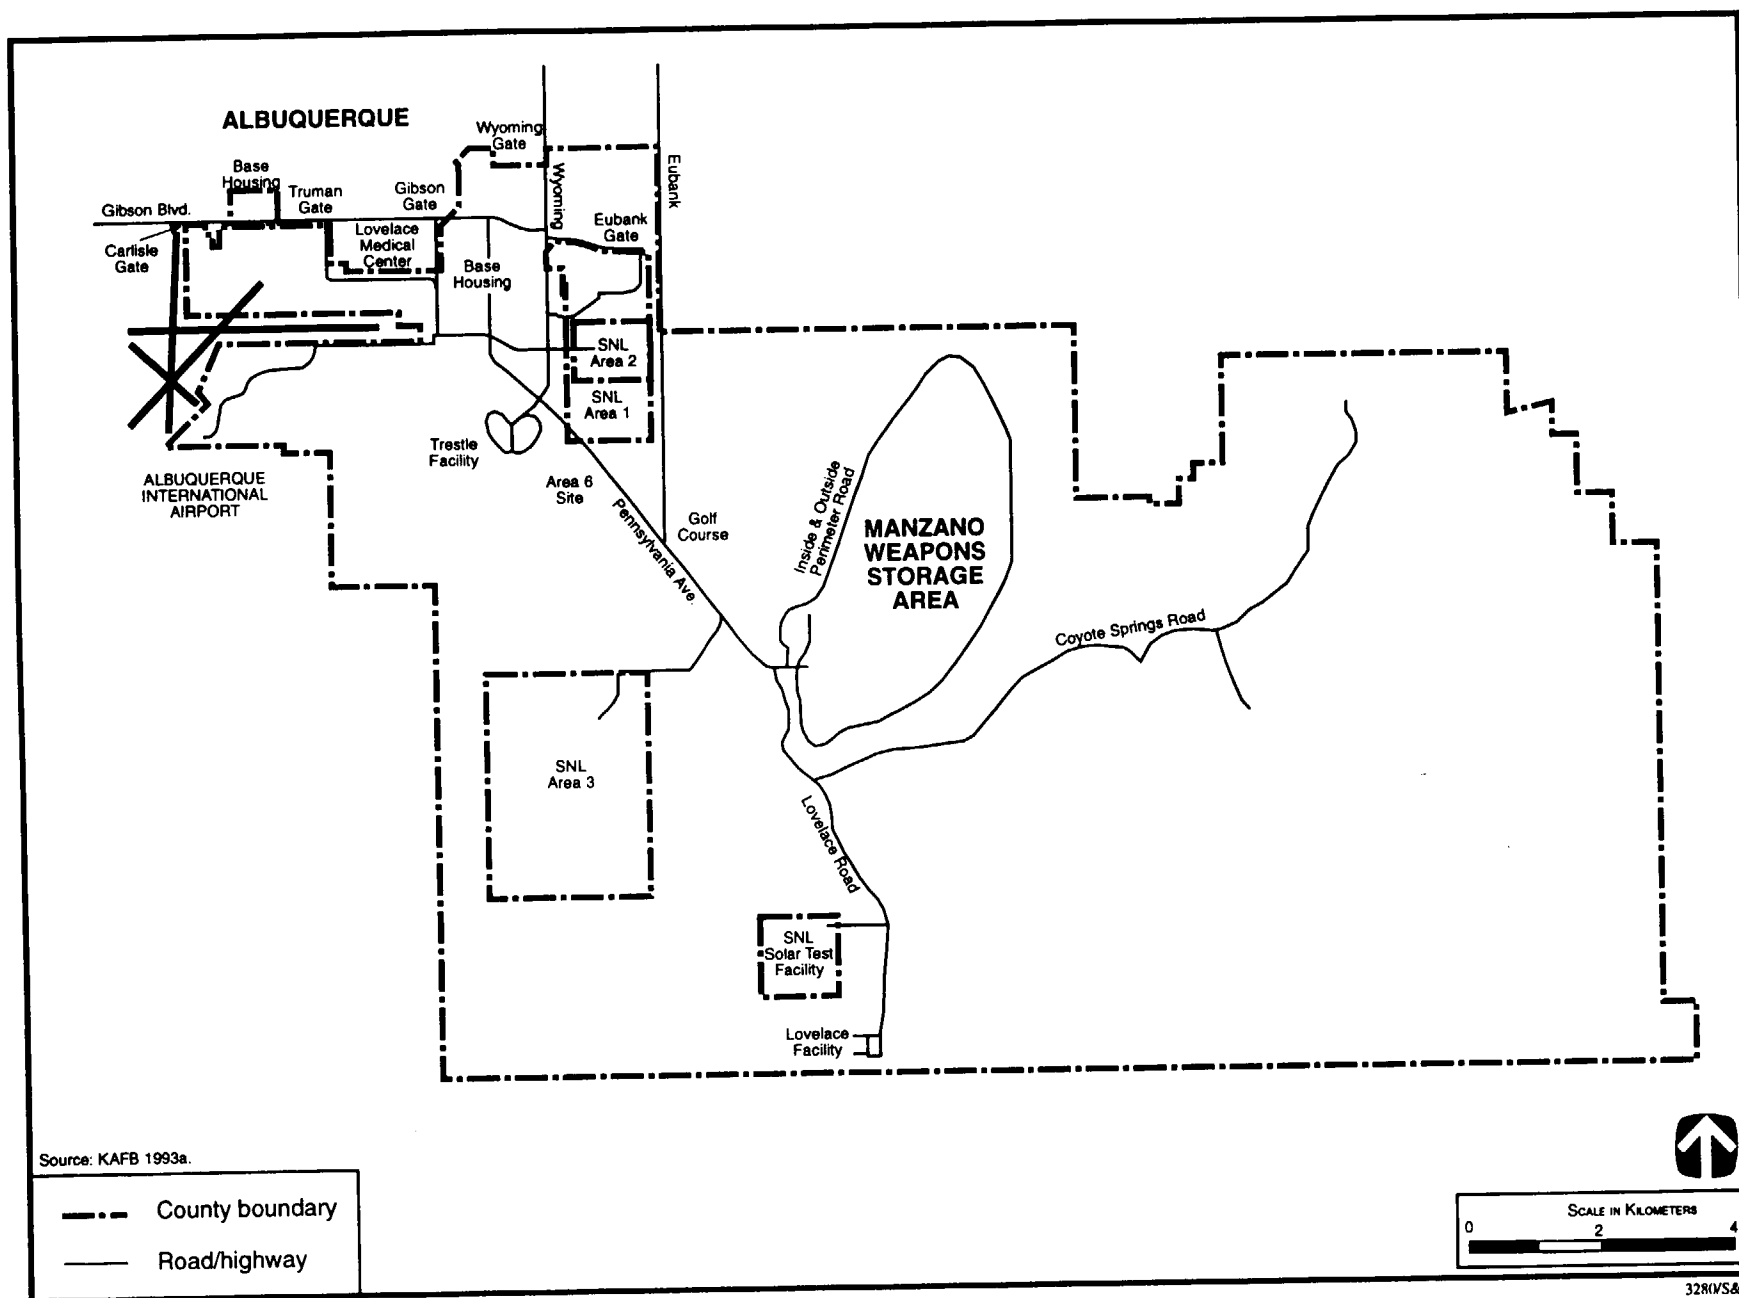 ALBUQUERQUE
Wyoming
Gate
Base
Housing
Truman
Gate
Gibson
Gate
Wyoming
Eubank
Gibson Blvd.
Carlisle
Gate
Lovelace
Medical
Center
Eubank
Gate
Base
Housing
SNL
Area 2
SNL
Area 1
Trestle
Facility
ALBUQUERQUE
INTERNATIONAL
AIRPORT
Area 6
Site
Pennsylvania Ave.
Golf
Course
Inside & Outside
Perimeter Road
MANZANO
WEAPONS
STORAGE
AREA
Coyote Springs Road
SNL
Area 3
Lovelace Road
SNL
Solar Test
Facility
Lovelace
Facility
Source: KAFB 1993a.
County boundary
Road/highway
SCALE IN KILOMETERS
0 2 4